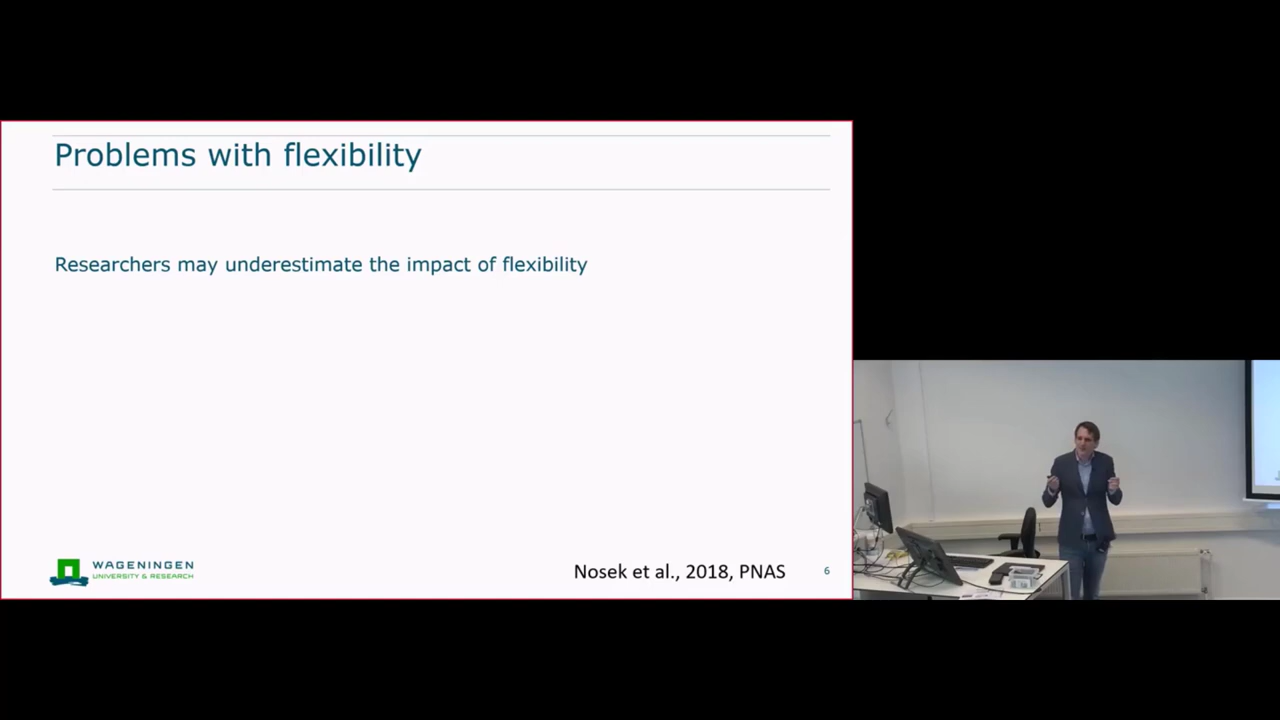 Problems with flexibility
Researchers may underestimate the impact of flexibility
WAGENINGEN
UNIVERSITY & RESEARCH
Nosek et al., 2018, PNAS
6